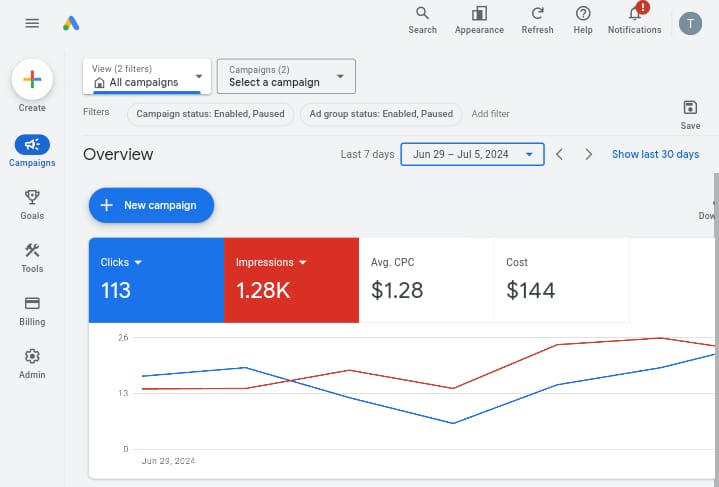 Search
Appearance
Refresh
Help
Notifications
!
T
Create
Campaigns
Goals
Tools
Billing
Admin
View (2 filters)
All campaigns
Campaigns (2)
Select a campaign
Filters
Campaign status: Enabled, Paused
Ad group status: Enabled, Paused
Add filter
Save
Overview
Last 7 days
Jun 29 – Jul 5, 2024
Show last 30 days
New campaign
Clicks
113
Impressions
1.28K
Avg. CPC
$1.28
Cost
$144
26
13
0
Jun 29, 2024